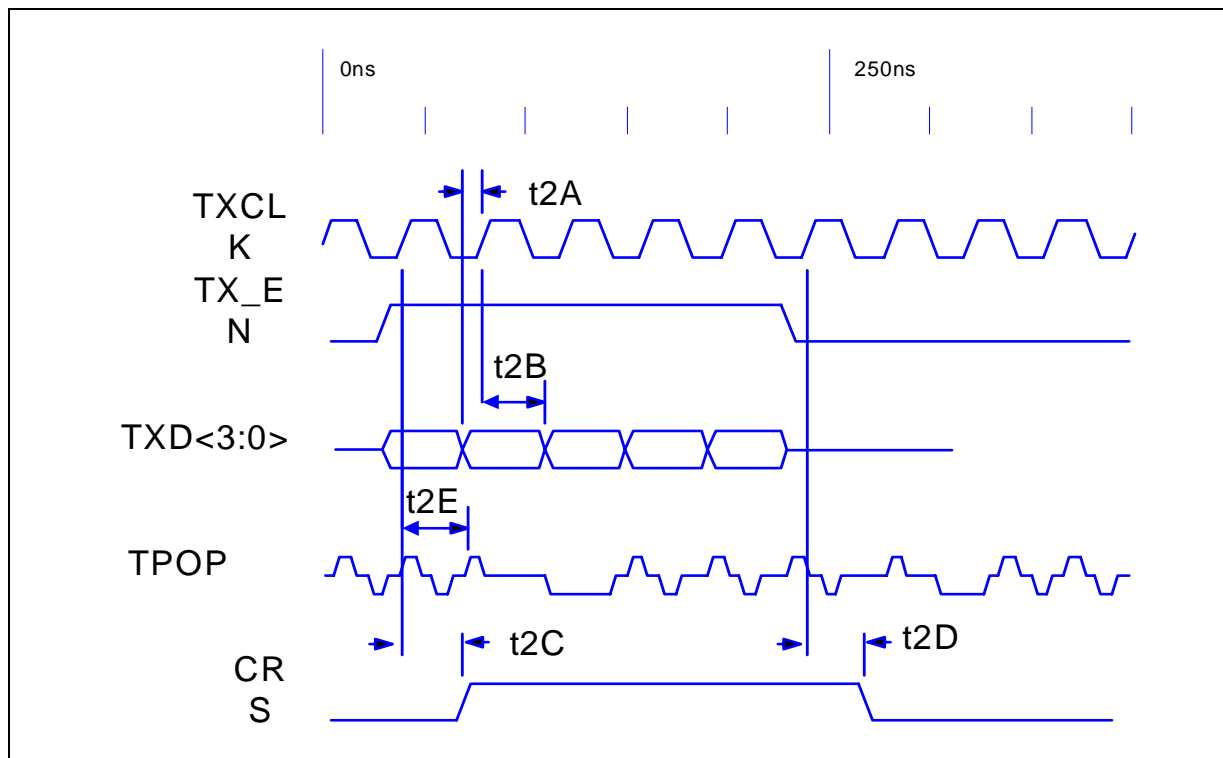 0ns 250ns
t2A
TXCL
K
TX_E
N
t2B
TXD<3:0>
t2E
TPOP
t2C
t2D
CR
S